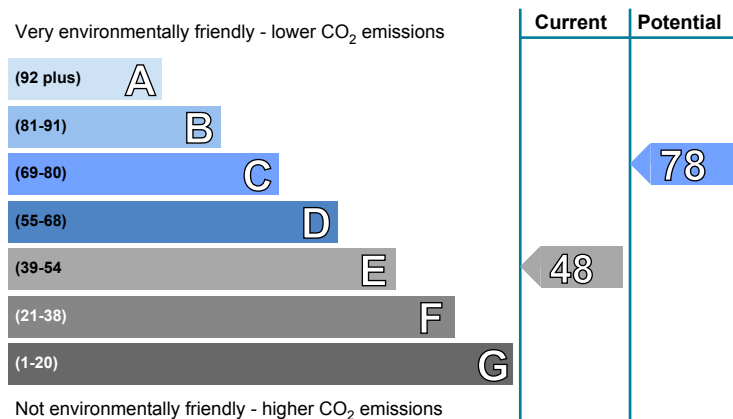 Current Potential
Very environmentally friendly - lower CO2 emissions
(92 plus) A
(81-91) B
(69-80) C
78
(55-68) D
(39-54 E
48
(21-38) F
(1-20) G
Not environmentally friendly - higher CO2 emissions